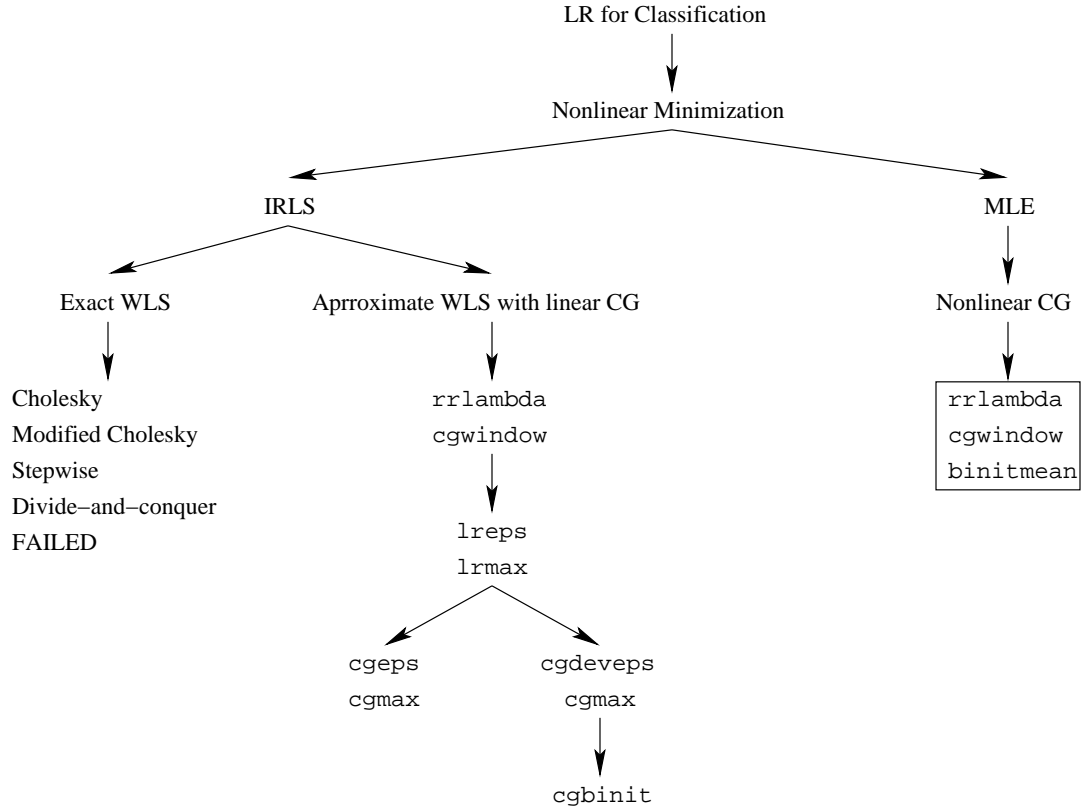 LR for Classification
Nonlinear Minimization
IRLS
MLE
Exact WLS
Aprroximate WLS with linear CG
Nonlinear CG
Cholesky
Modified Cholesky
Stepwise
Divide−and−conquer
FAILED
rrlambda
cgwindow
lreps
lrmax
cgeps
cgmax
cgdeveps
cgmax
cgbinit
rrlambda
cgwindow
binitmean